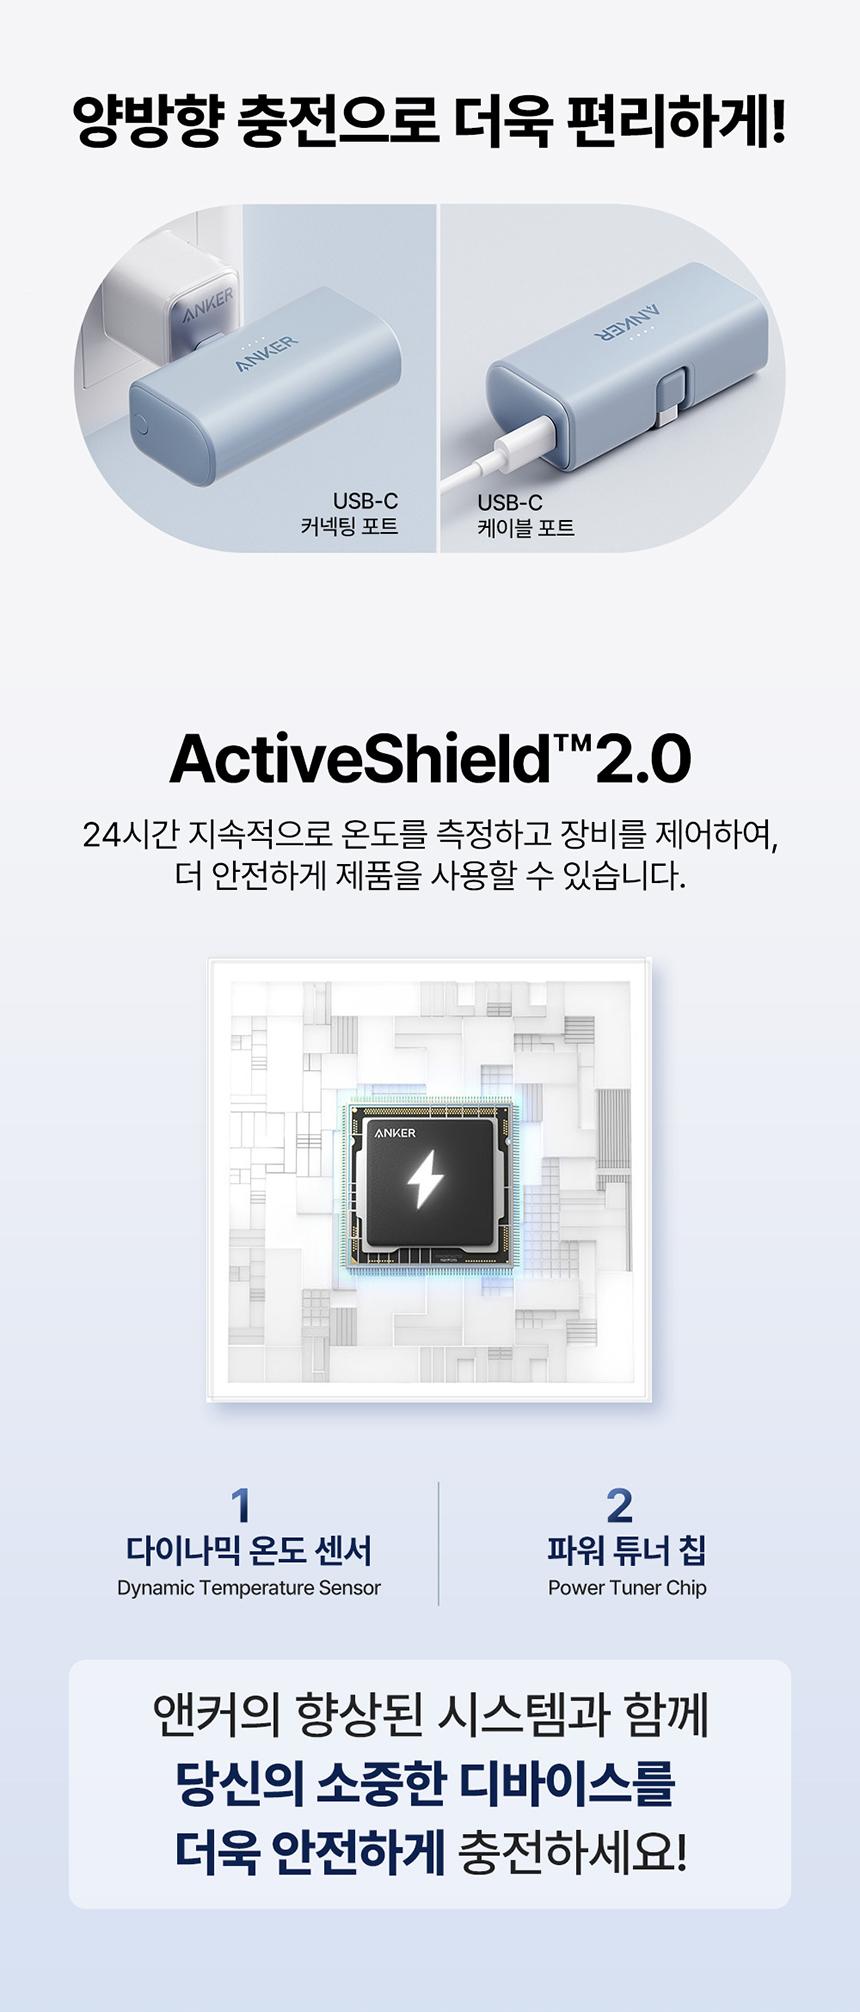 양방향 충전으로 더욱 편리하게!
ANKER
ANKER
ANKER
USB-C
커넥팅 포트
USB-C
케이블 포트
ActiveShield™2.0
24시간 지속적으로 온도를 측정하고 장비를 제어하여,
더 안전하게 제품을 사용할 수 있습니다.
ANKER
1
다이나믹 온도 센서
Dynamic Temperature Sensor
2
파워 튜너 칩
Power Tuner Chip
앤커의 향상된 시스템과 함께
당신의 소중한 디바이스를
더욱 안전하게 충전하세요!